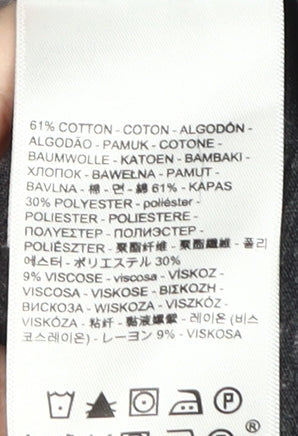 61% COTTON - COTON - ALGODÓN -
ALGODÃO - PAMUK - COTONE -
BAUMWOLLE - KATOEN - BAMBAKI -
ХЛОПОК - BAWEŁNA - PAMUT -
BAVLNA - 棉 - 면 - 綿 61% - KAPAS
30% POLYESTER - poliéster -
POLIESTER - POLIESTERE -
ΠΟΛΥΕΣΤΕΡ - ПОЛИЭСТЕР -
POLIÉSZTER - 聚酯纤维 - 聚酯纖維 - 폴리
에스터 - ポリエステル 30%
9% VISCOSE - viscosa - VİSKOZ -
VISCOSA - VISKOSE - ΒΙΣΚΟΖΗ -
ВИСКОЗА - WISKOZA - VISZKÓZ -
VISKÓZA - 粘纤 - 黏液嫘縈 - 레이온 (비스
코스레이온) - レーヨン 9% - VISKOSA
P
®